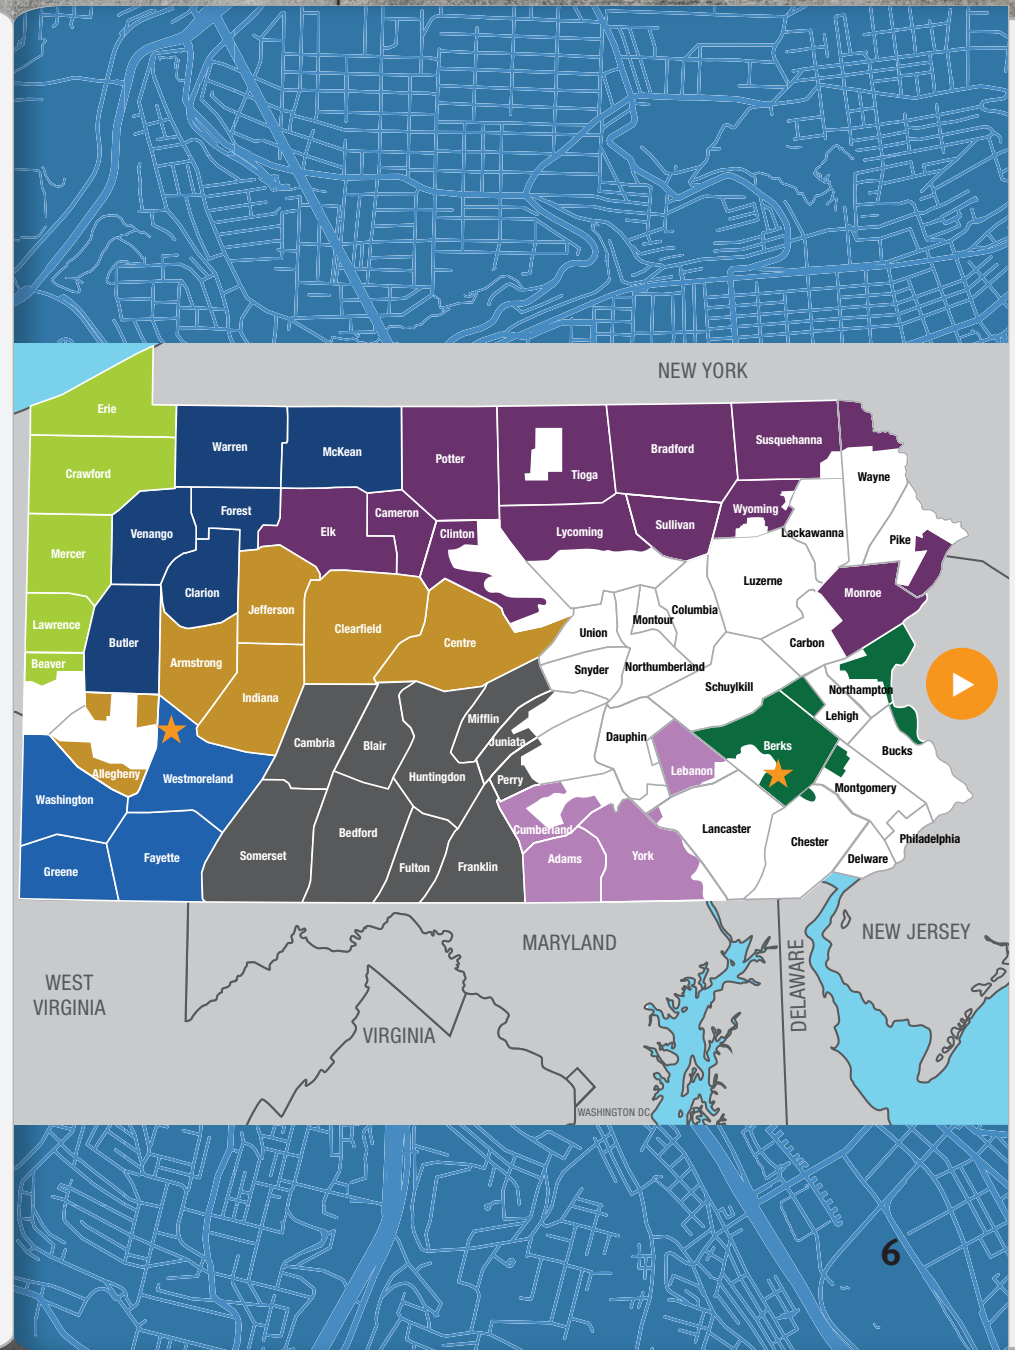 NEW YORK
Erie
Warren
McKean
Potter
Tioga
Bradford
Susquehanna
Wayne
Crawford
Forest
Elk
Cameron
Clinton
Lycoming
Sullivan
Wyoming
Lackawanna
Pike
Mercer
Venango
Clarion
Jefferson
Clearfield
Centre
Union
Montour
Columbia
Luzerne
Monroe
Carbon
Lawrence
Butler
Armstrong
Indiana
Snyder
Northumberland
Schuylkill
Northampton
Beaver
Lehigh
Allegheny
Westmoreland
Cambria
Blair
Mifflin
Juniata
Huntingdon
Perry
Dauphin
Lebanon
Berks
Bucks
Montgomery
Washington
Cumberland
Lancaster
Chester
Philadelphia
Delware
Greene
Fayette
Somerset
Bedford
Fulton
Franklin
Adams
York
MARYLAND
NEW JERSEY
DELAWARE
WEST
VIRGINIA
VIRGINIA
WASHINGTON DC
6